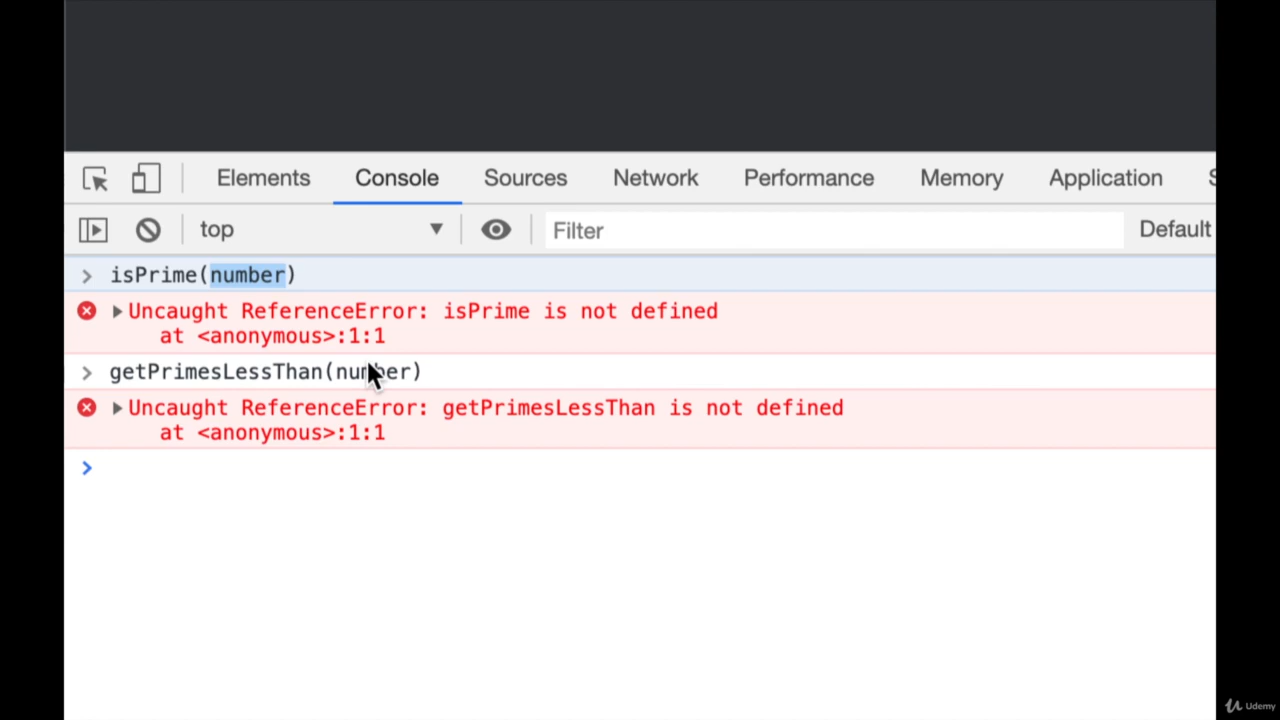 Elements Console Sources Network Performance Memory Application
top Filter Default
isPrime(number)
Uncaught ReferenceError: isPrime is not defined
at <anonymous>:1:1
getPrimesLessThan(number)
Uncaught ReferenceError: getPrimesLessThan is not defined
at <anonymous>:1:1
Udemy